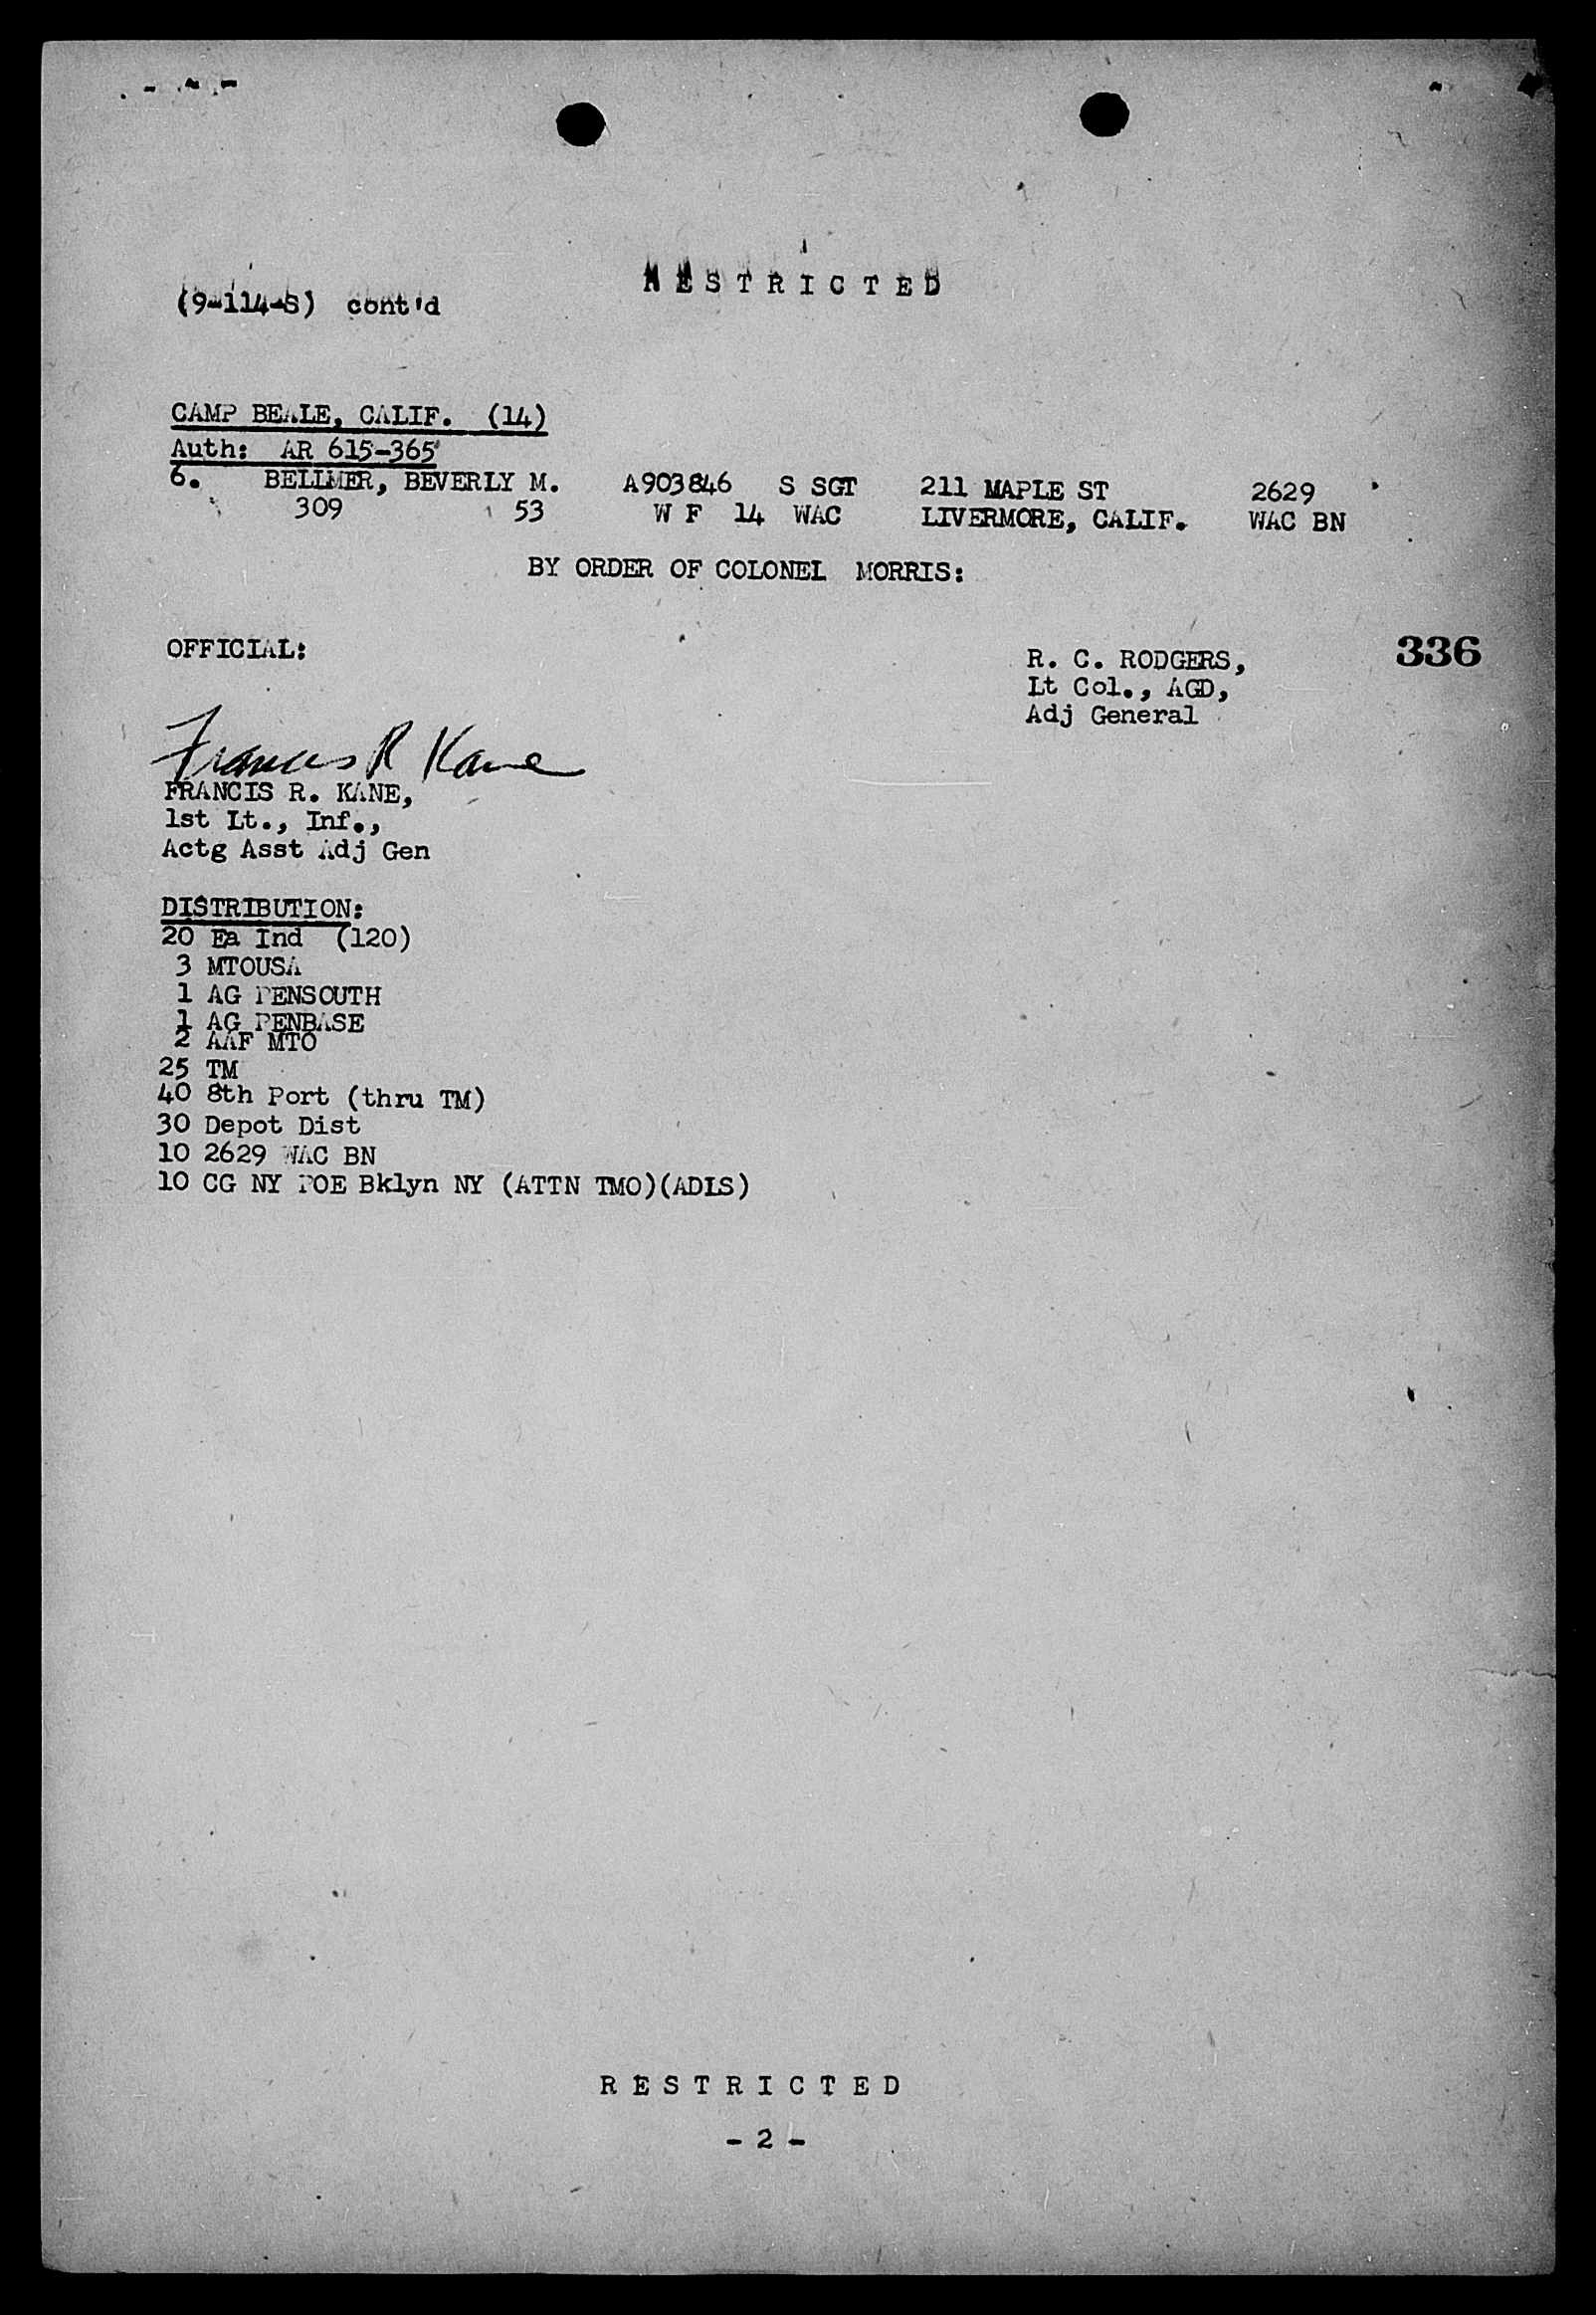 RESTRICTED
(9-114-S) cont'd
CAMP BEALE, CALIF. (14)
Auth: AR 615-365
6. BELLMER, BEVERLY M. A903846 S SGT 211 MAPLE ST 2629
309 53 W F 14 WAC LIVERMORE, CALIF. WAC BN
BY ORDER OF COLONEL MORRIS:
OFFICIAL:
336
R. C. RODGERS,
Lt Col., AGD,
Adj General
Francis R Kane
FRANCIS R. KANE,
1st Lt., Inf.,
Actg Asst Adj Gen
DISTRIBUTION:
20 Ea Ind (120)
3 MTOUSA
1 AG PENSOUTH
1 AG PENBASE
2 AAF MTO
25 TM
40 8th Port (thru TM)
30 Depot Dist
10 2629 WAC BN
10 CG NY POE Bklyn NY (ATTN TMO)(ADLS)
RESTRICTED
- 2 -